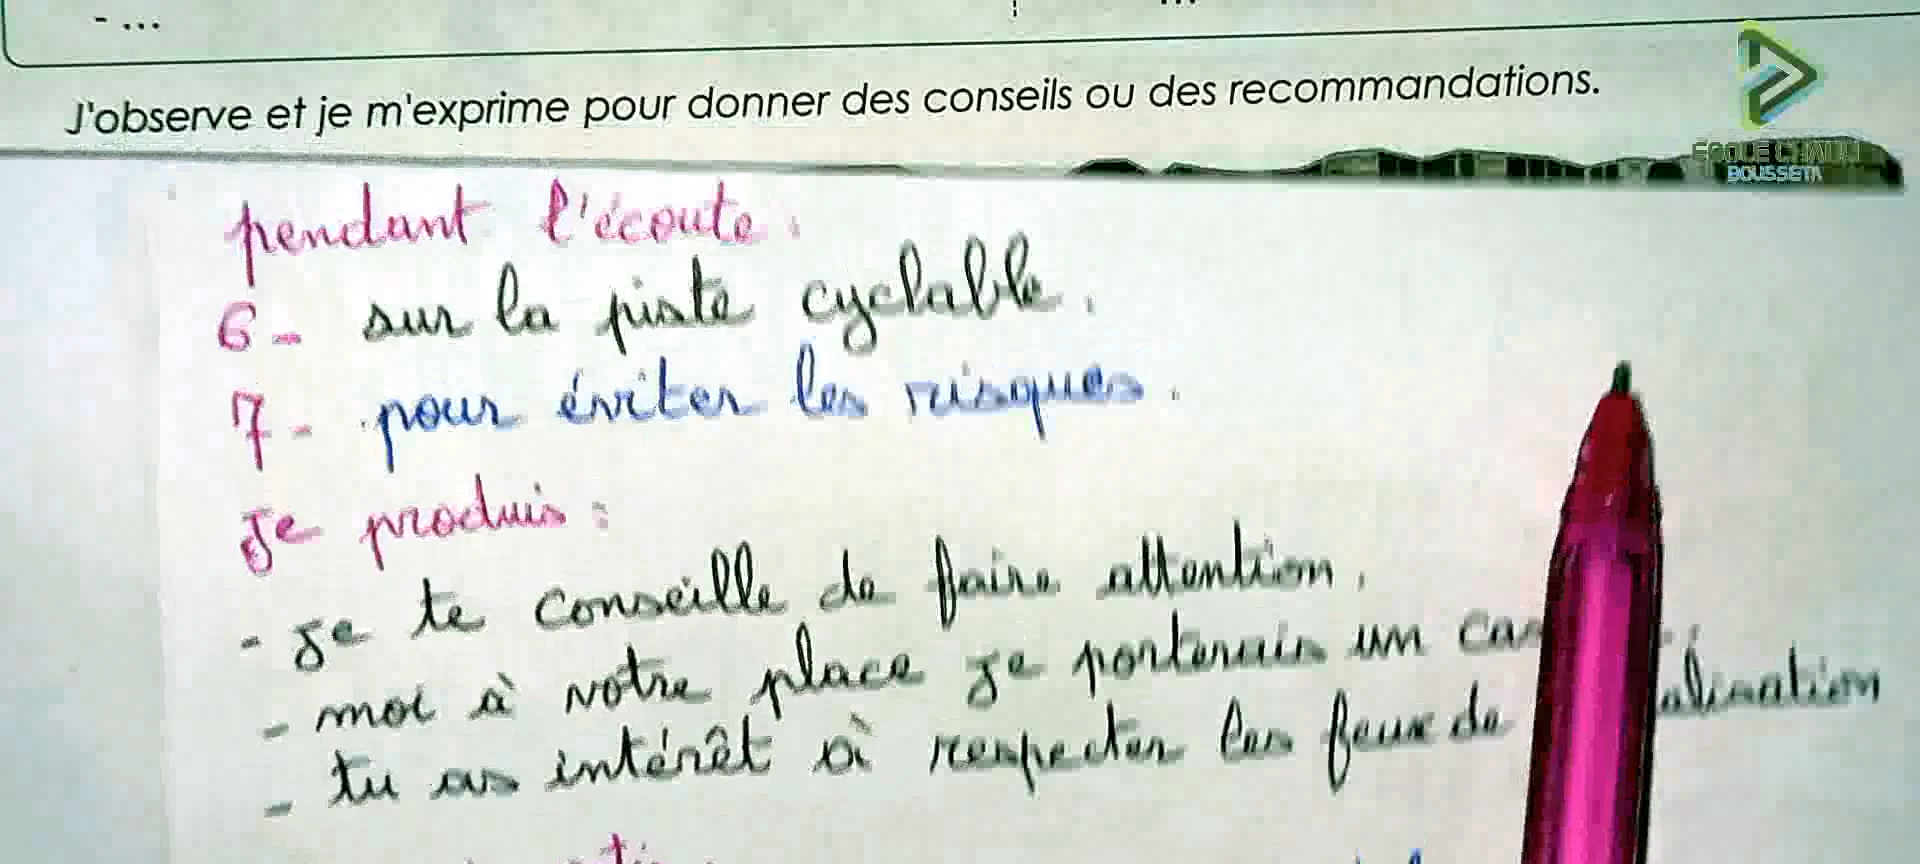 - ...
...
J'observe et je m'exprime pour donner des conseils ou des recommandations.
BOUSSETA
pendant l'écoute :
6 - sur la piste cyclable.
7 - pour éviter les risques.
Je produis :
- Je te conseille de faire attention.
- moi à votre place je porterais un
- tu as intérêt à respecter les feux de